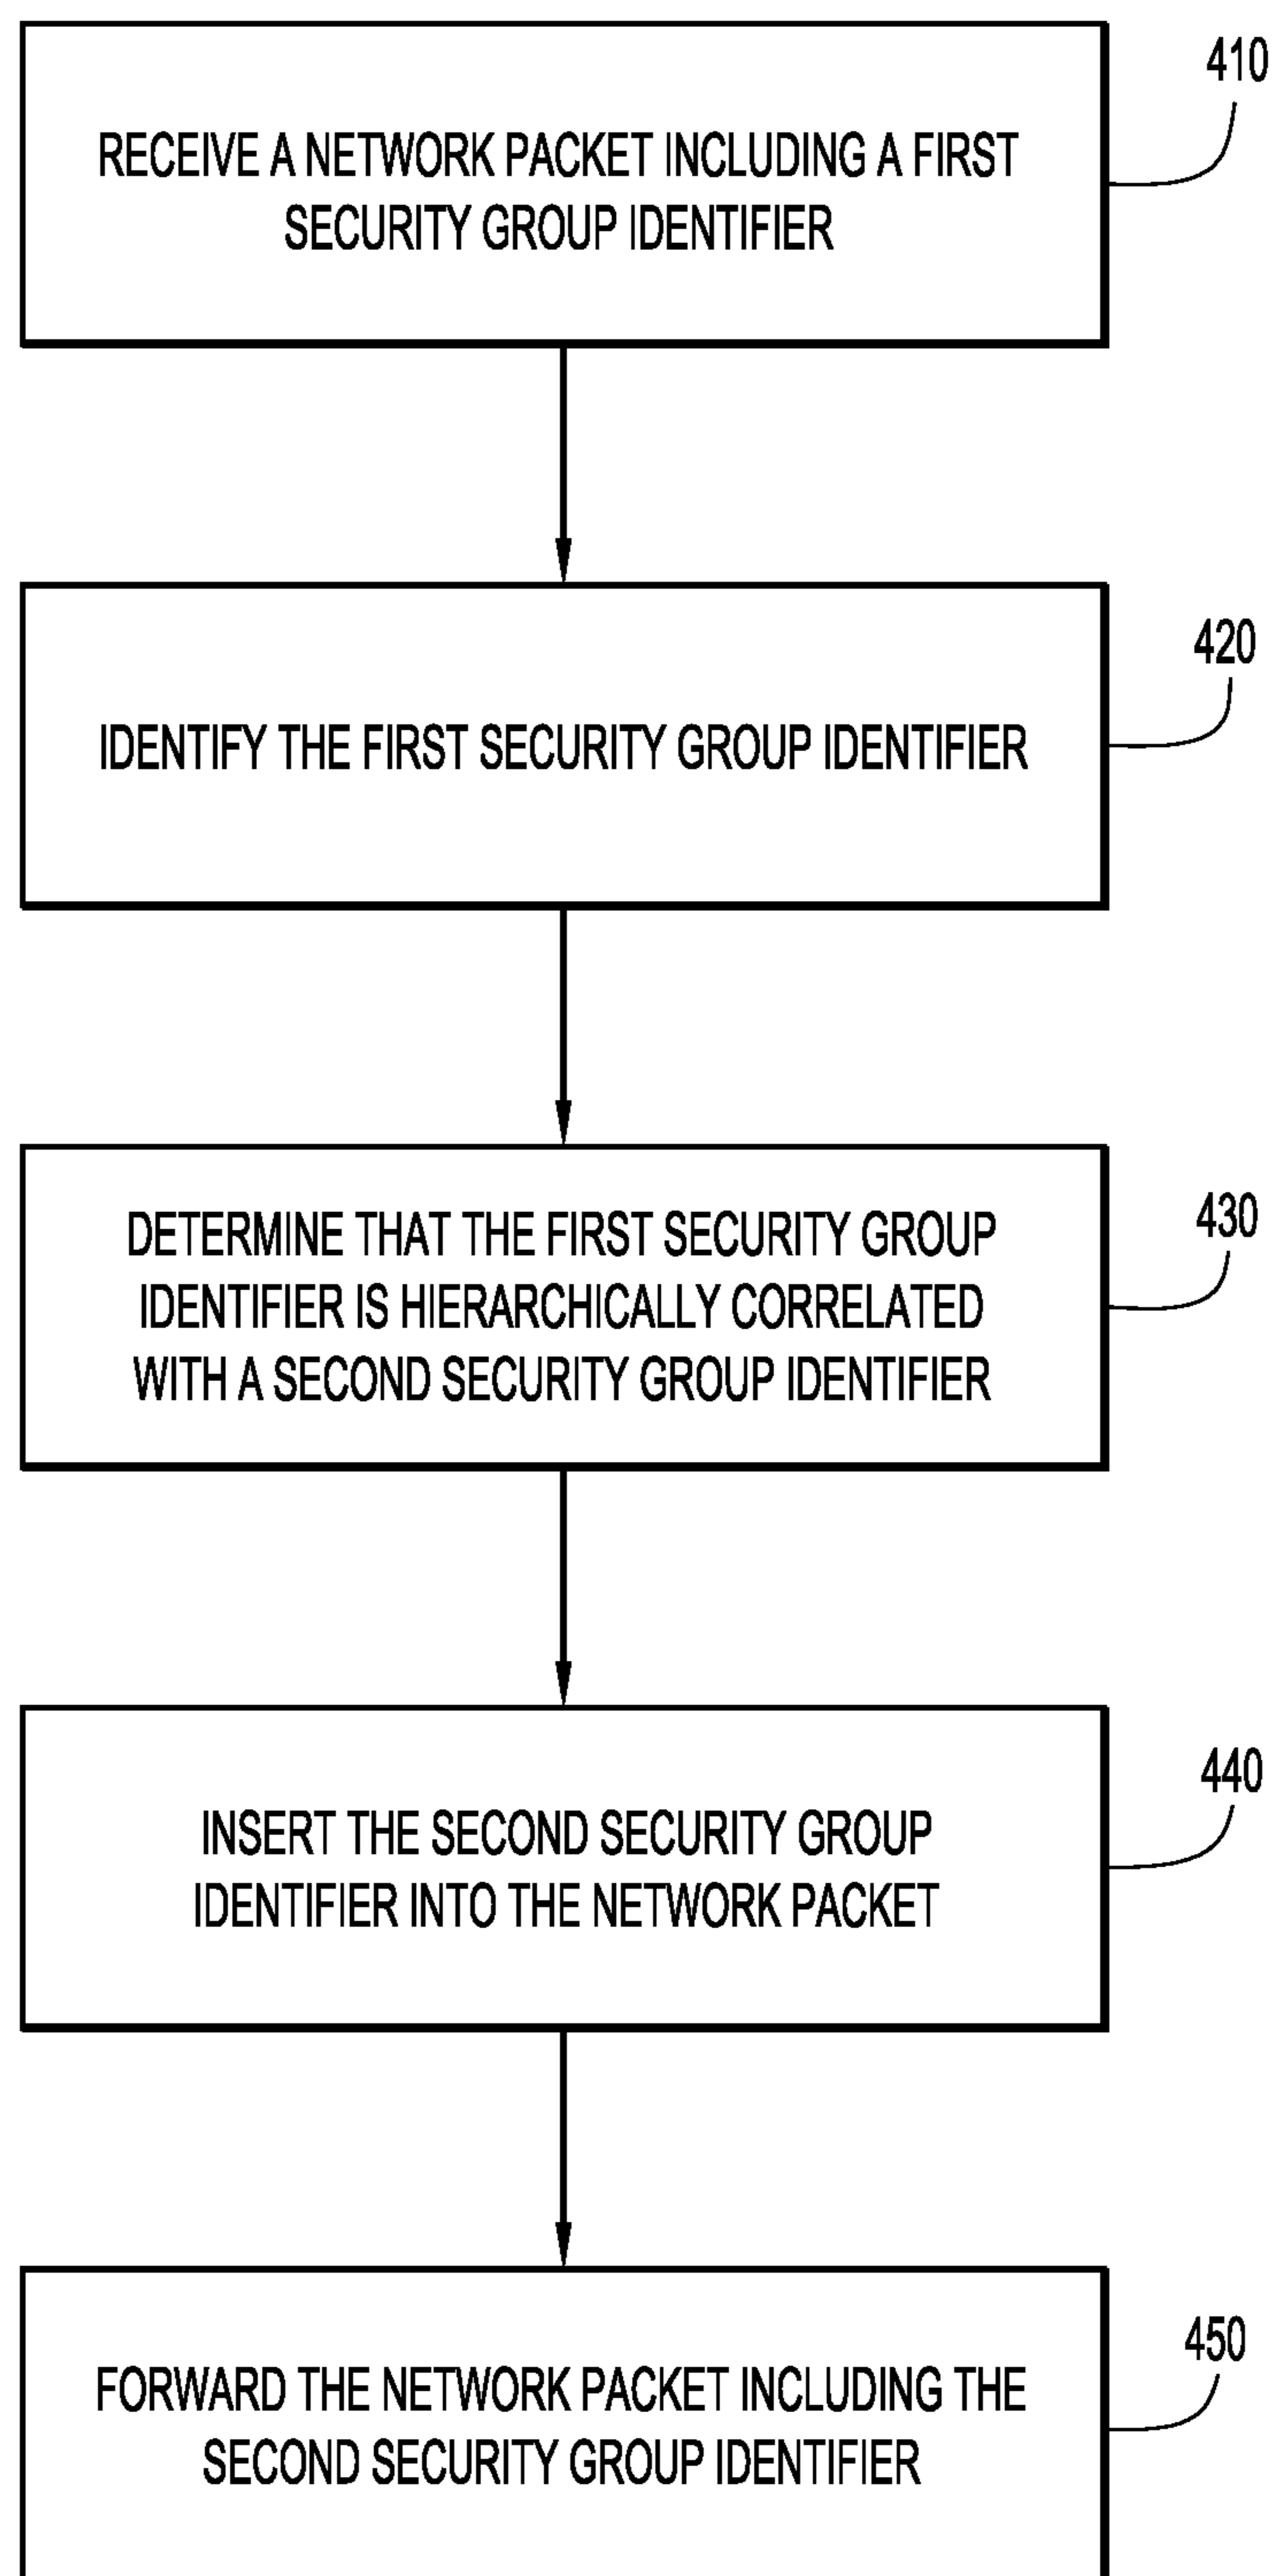 410
RECEIVE A NETWORK PACKET INCLUDING A FIRST
SECURITY GROUP IDENTIFIER
420
IDENTIFY THE FIRST SECURITY GROUP IDENTIFIER
430
DETERMINE THAT THE FIRST SECURITY GROUP
IDENTIFIER IS HIERARCHICALLY CORRELATED
WITH A SECOND SECURITY GROUP IDENTIFIER
440
INSERT THE SECOND SECURITY GROUP
IDENTIFIER INTO THE NETWORK PACKET
450
FORWARD THE NETWORK PACKET INCLUDING THE
SECOND SECURITY GROUP IDENTIFIER